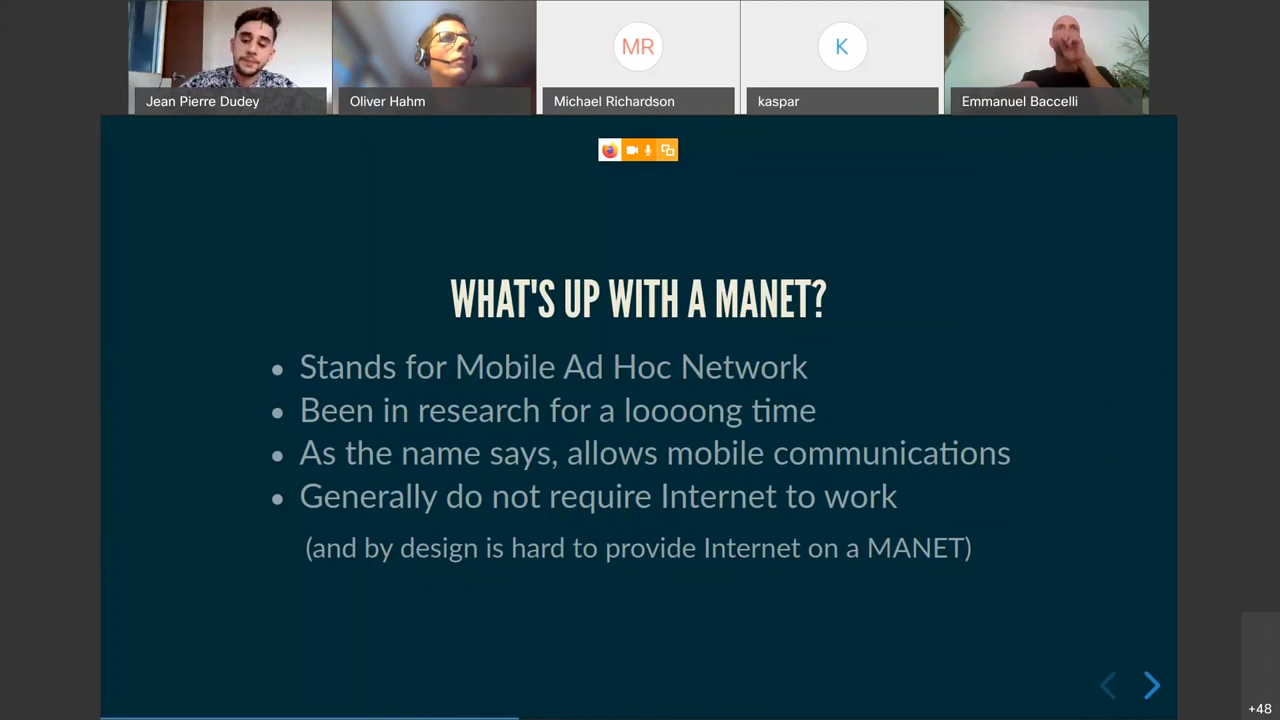 Jean Pierre Dudey
Oliver Hahm
MR
Michael Richardson
K
kaspar
Emmanuel Baccelli
WHAT'S UP WITH A MANET?
• Stands for Mobile Ad Hoc Network
• Been in research for a loooong time
• As the name says, allows mobile communications
• Generally do not require Internet to work
(and by design is hard to provide Internet on a MANET)
+48